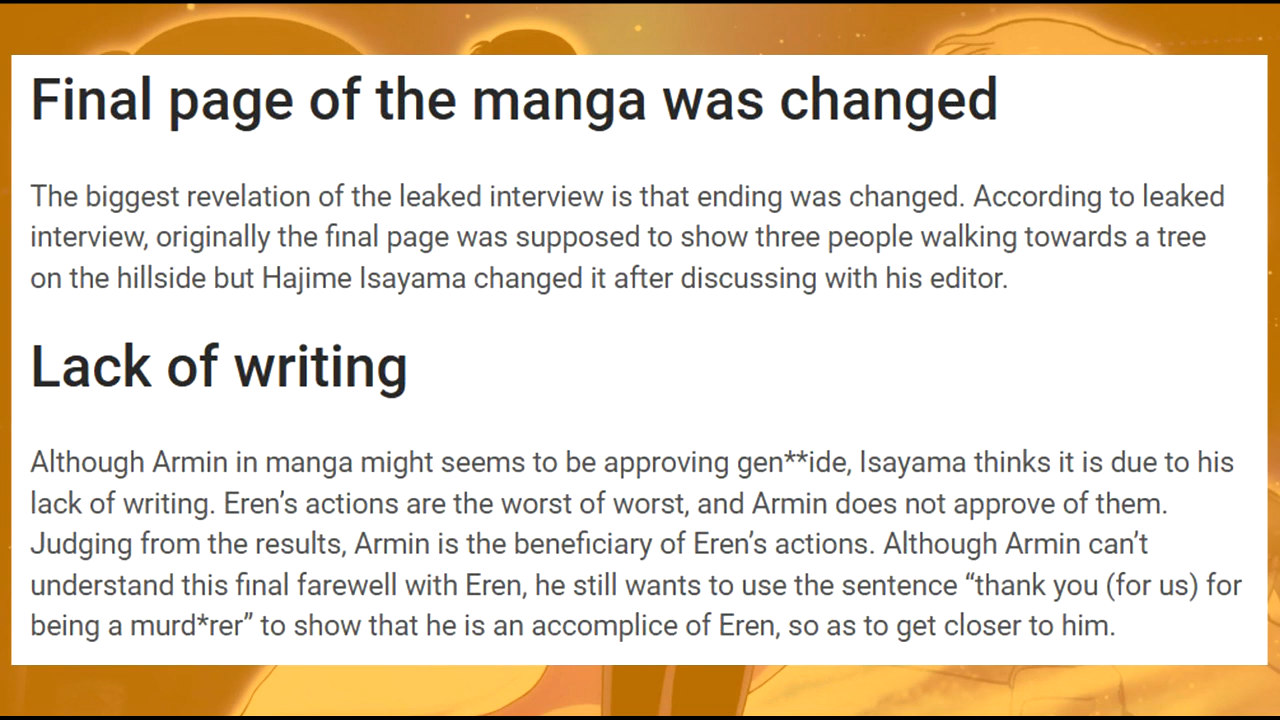 Final page of the manga was changed
The biggest revelation of the leaked interview is that ending was changed. According to leaked
interview, originally the final page was supposed to show three people walking towards a tree
on the hillside but Hajime Isayama changed it after discussing with his editor.
Lack of writing
Although Armin in manga might seems to be approving gen**ide, Isayama thinks it is due to his
lack of writing. Eren’s actions are the worst of worst, and Armin does not approve of them.
Judging from the results, Armin is the beneficiary of Eren’s actions. Although Armin can’t
understand this final farewell with Eren, he still wants to use the sentence “thank you (for us) for
being a murd*rer” to show that he is an accomplice of Eren, so as to get closer to him.